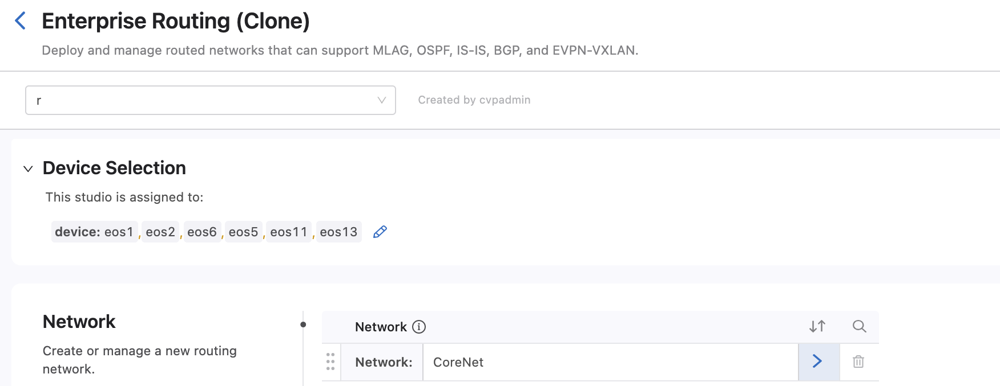 Enterprise Routing (Clone)
Deploy and manage routed networks that can support MLAG, OSPF, IS-IS, BGP, and EVPN-VXLAN.
r
Created by cvpadmin
Device Selection
This studio is assigned to:
device: eos1 , eos2 , eos6 , eos5 , eos11 , eos13
Network
Create or manage a new routing
network.
Network
Network: CoreNet